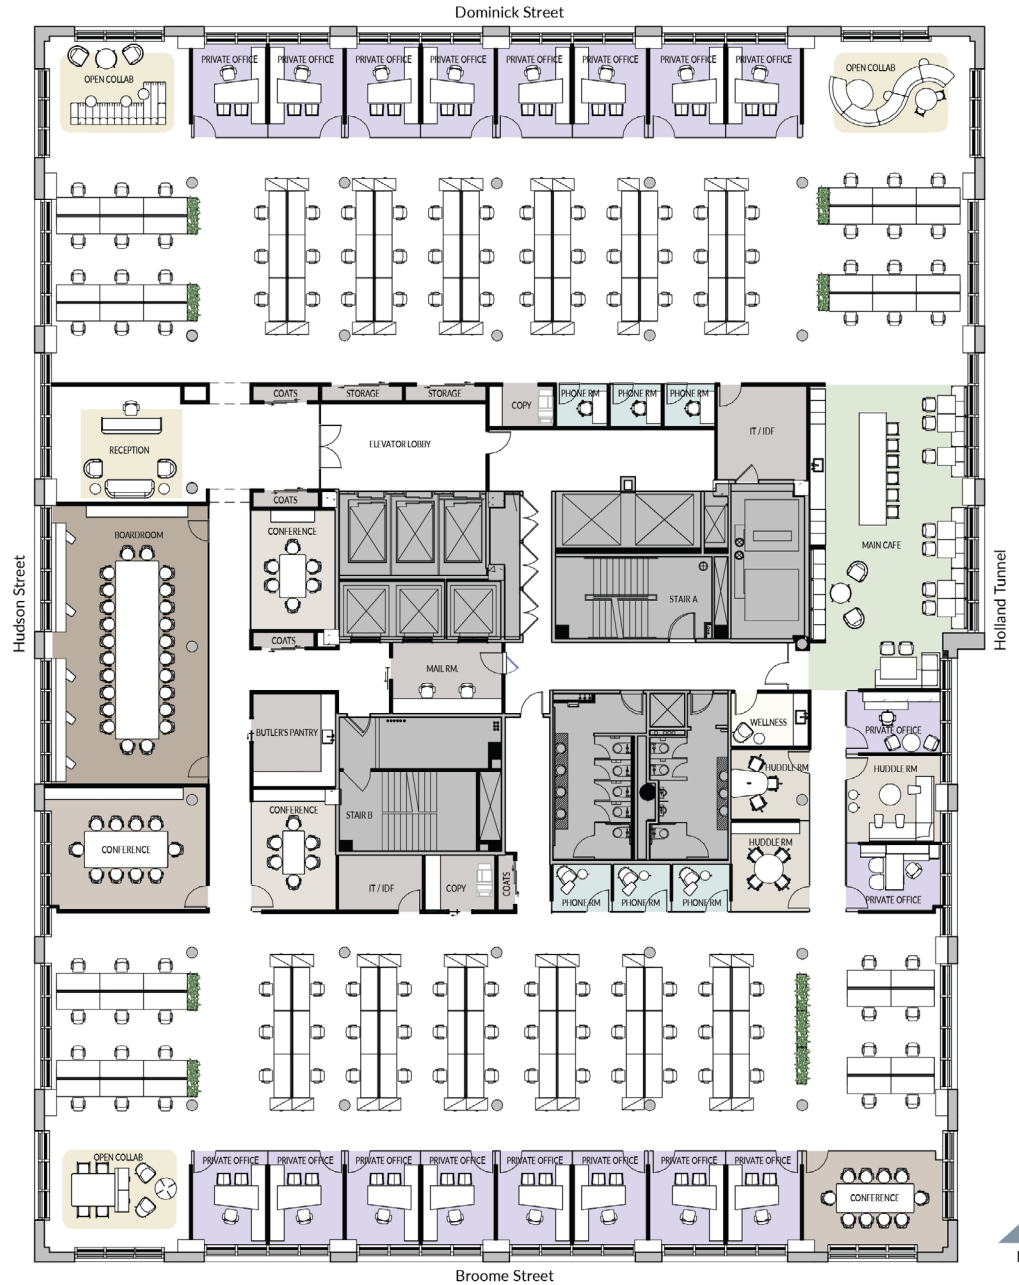 Dominick Street
PRIVATE OFFICE
PRIVATE OFFICE
PRIVATE OFFICE
PRIVATE OFFICE
PRIVATE OFFICE
PRIVATE OFFICE
PRIVATE OFFICE
PRIVATE OFFICE
OPEN COLLAB
OPEN COLLAB
COATS
STORAGE
STORAGE
PHONE RM
PHONE RM
PHONE RM
COPY
IT / IDF
ELEVATOR LOBBY
RECEPTION
COATS
CONFERENCE
BOARDROOM
MAIN CAFE
Hudson Street
Holland Tunnel
STAIR A
COATS
MAIL RM.
WELLNESS
PRIVATE OFFICE
BUTLER'S PANTRY
HUDDLE RM
HUDDLE RM
CONFERENCE
STAIR B
HUDDLE RM
CONFERENCE
IT / IDF
COPY
COATS
PHONE RM
PHONE RM
PHONE RM
PRIVATE OFFICE
OPEN COLLAB
PRIVATE OFFICE
PRIVATE OFFICE
PRIVATE OFFICE
PRIVATE OFFICE
PRIVATE OFFICE
PRIVATE OFFICE
PRIVATE OFFICE
PRIVATE OFFICE
CONFERENCE
Broome Street